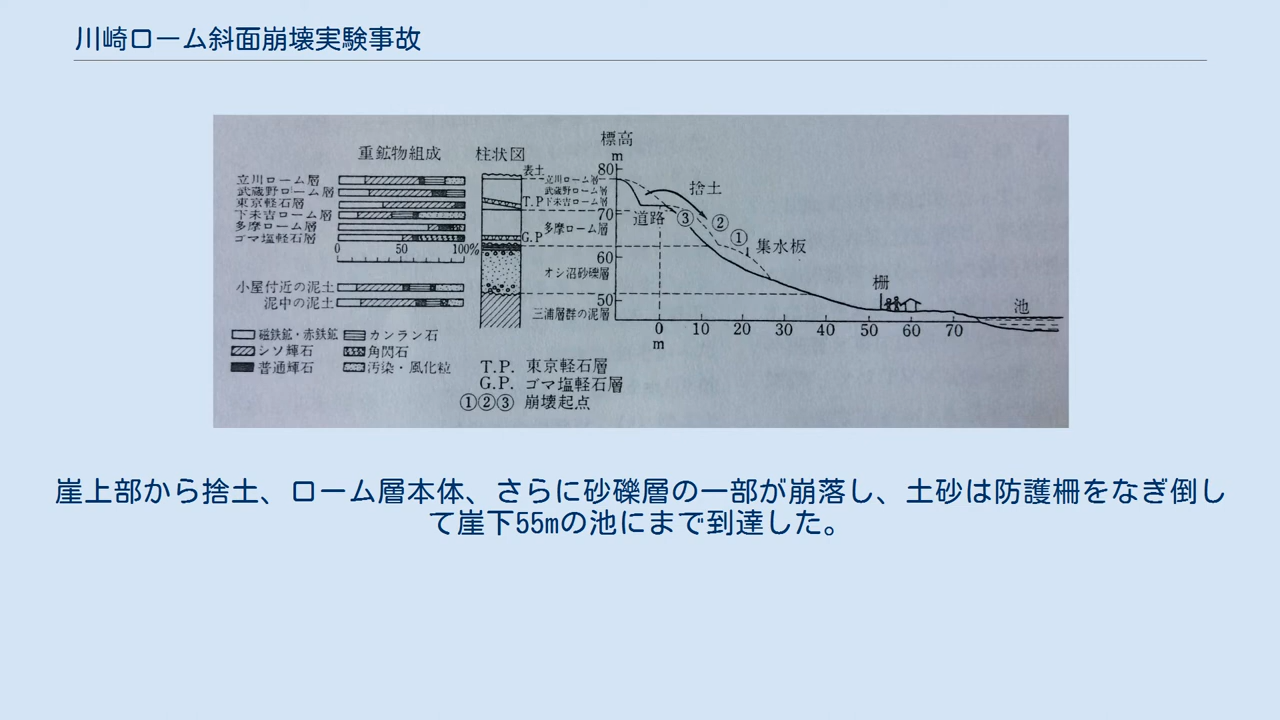 川崎ローム斜面崩壊実験事故
重鉱物組成
立川ローム層
武蔵野ローム層
東京軽石層
下末吉ローム層
多摩ローム層
ゴマ塩軽石層
0 50 100%
小屋付近の泥土
泥中の泥土
磁鉄鉱・赤鉄鉱
カンラン石
シソ輝石
角閃石
普通輝石
汚染・風化粒
柱状図
表土
立川ローム層
武蔵野ローム層
T.P 下末吉ローム層
多摩ローム層
G.P
オシ沼砂礫層
三浦層群の泥層
T.P. 東京軽石層
G.P. ゴマ塩軽石層
①②③ 崩壊起点
標高
m
80
70
60
50
捨土
道路
③
②
①
集水板
柵
池
0 10 20 30 40 50 60 70
m
崖上部から捨土、ローム層本体、さらに砂礫層の一部が崩落し、土砂は防護柵をなぎ倒し
て崖下55mの池にまで到達した。